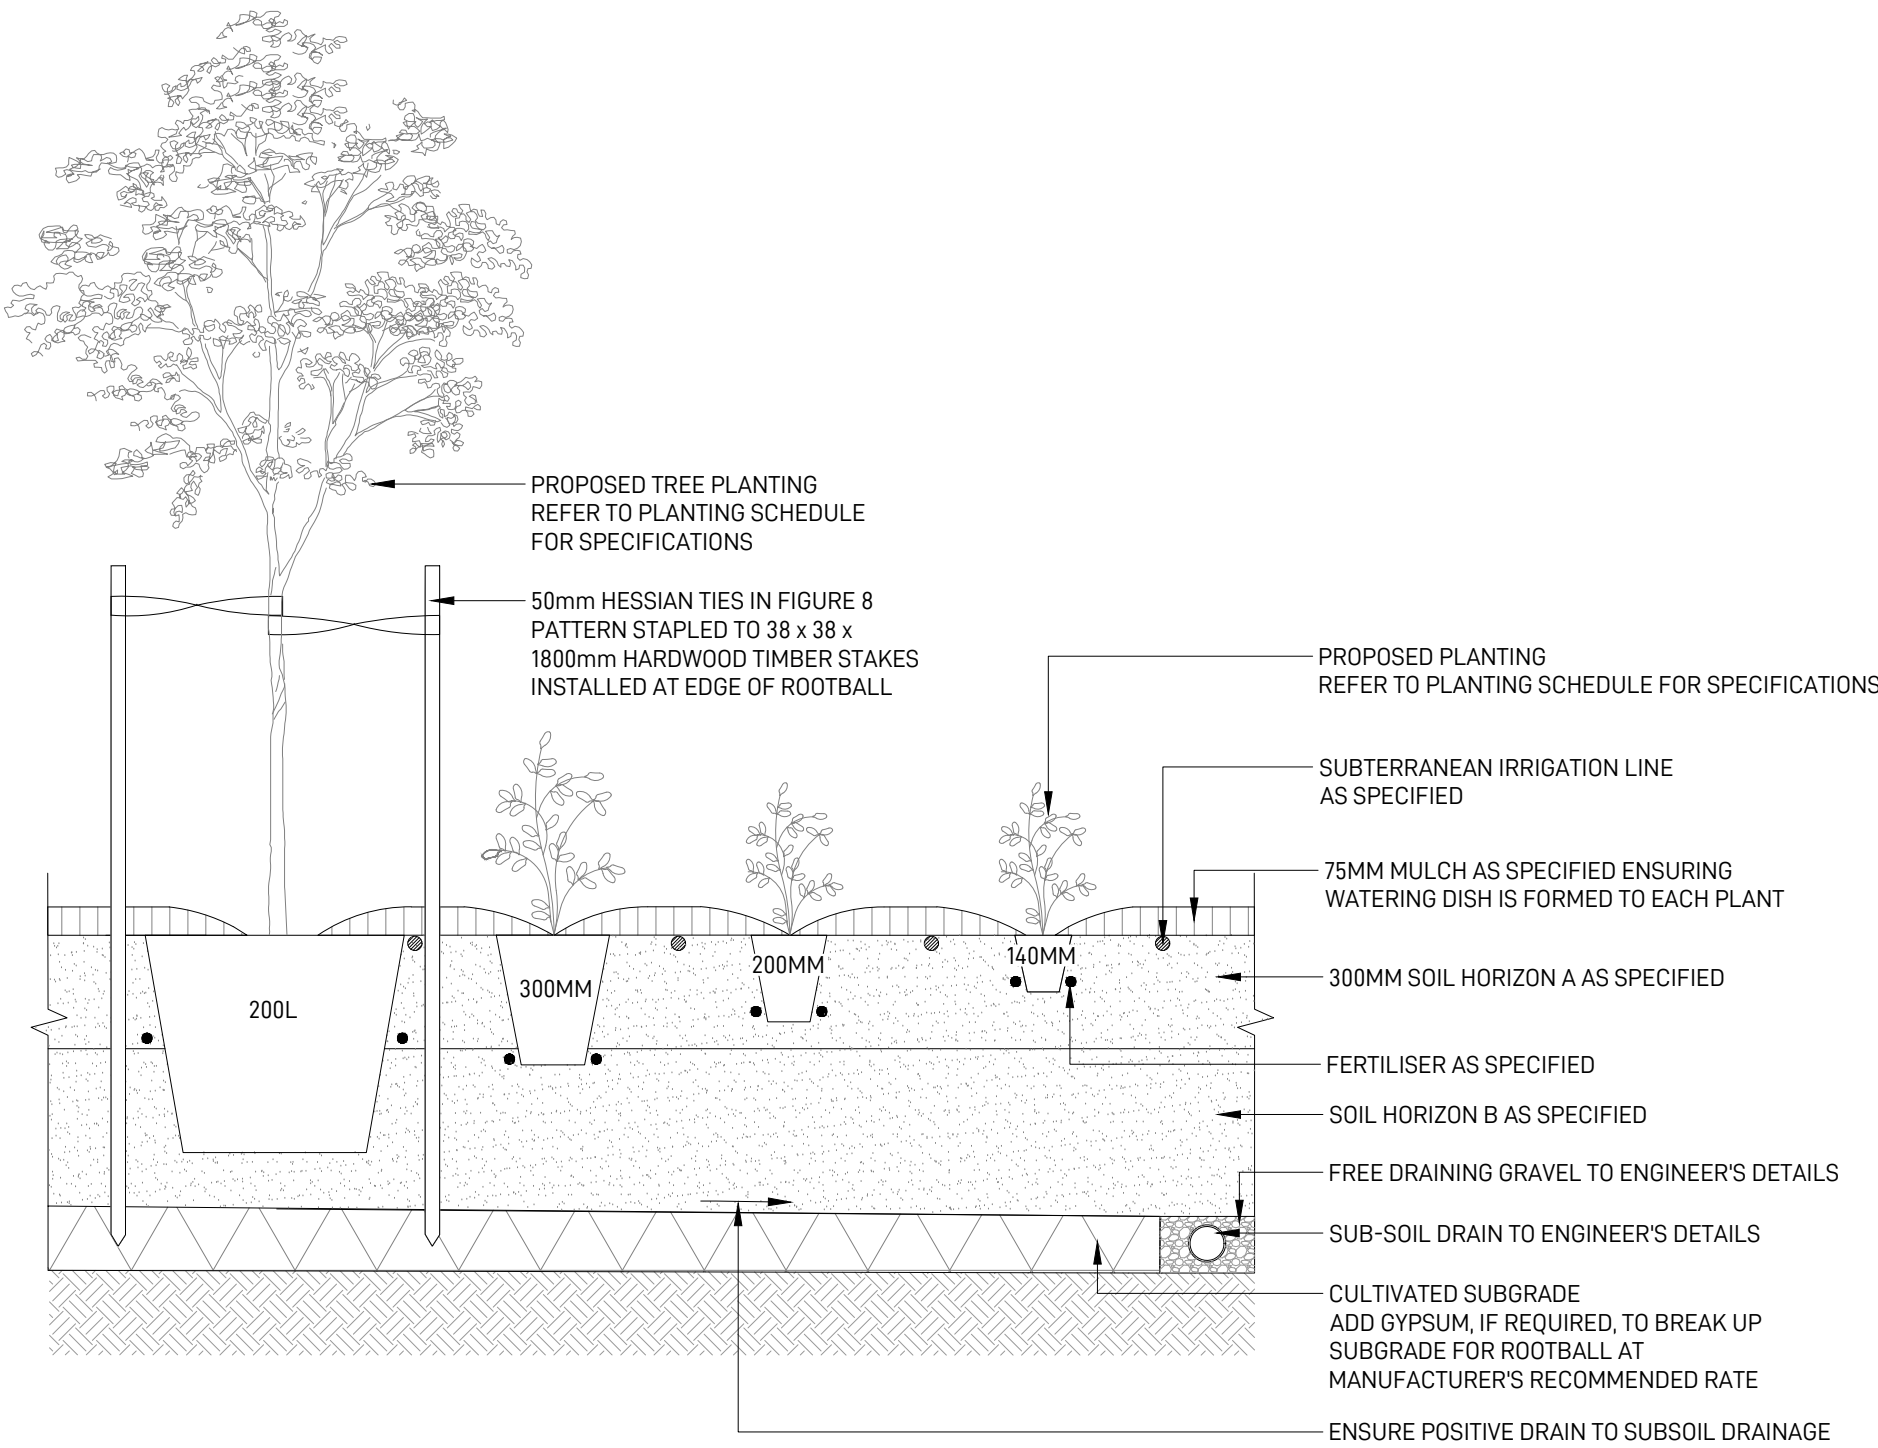 PROPOSED TREE PLANTING
REFER TO PLANTING SCHEDULE
FOR SPECIFICATIONS
50mm HESSIAN TIES IN FIGURE 8
PATTERN STAPLED TO 38 x 38 x
1800mm HARDWOOD TIMBER STAKES
INSTALLED AT EDGE OF ROOTBALL
PROPOSED PLANTING
REFER TO PLANTING SCHEDULE FOR SPECIFICATIONS
SUBTERRANEAN IRRIGATION LINE
AS SPECIFIED
75MM MULCH AS SPECIFIED ENSURING
WATERING DISH IS FORMED TO EACH PLANT
200L
300MM
200MM
140MM
300MM SOIL HORIZON A AS SPECIFIED
FERTILISER AS SPECIFIED
SOIL HORIZON B AS SPECIFIED
FREE DRAINING GRAVEL TO ENGINEER'S DETAILS
SUB-SOIL DRAIN TO ENGINEER'S DETAILS
CULTIVATED SUBGRADE
ADD GYPSUM, IF REQUIRED, TO BREAK UP
SUBGRADE FOR ROOTBALL AT
MANUFACTURER'S RECOMMENDED RATE
ENSURE POSITIVE DRAIN TO SUBSOIL DRAINAGE